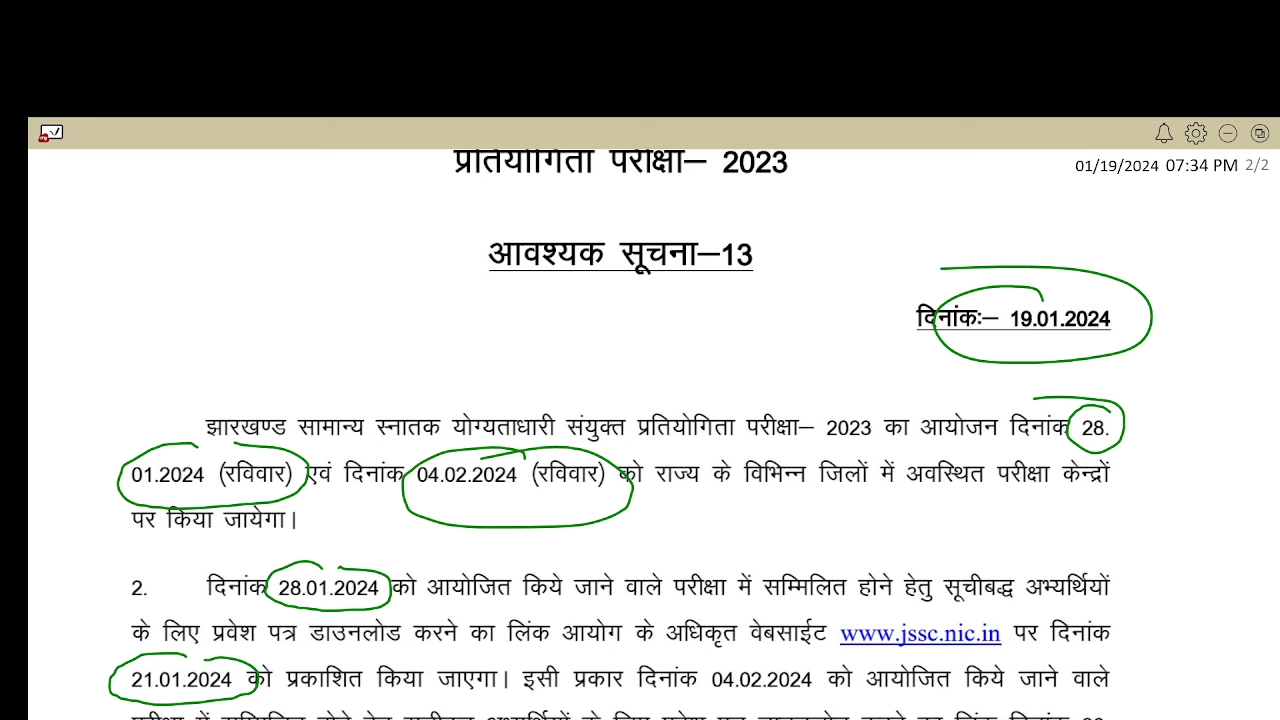 प्रतियोगिता परीक्षा– 2023
01/19/2024 07:34 PM 2/2
आवश्यक सूचना–13
दिनांकः– 19.01.2024
झारखण्ड सामान्य स्नातक योग्यताधारी संयुक्त प्रतियोगिता परीक्षा– 2023 का आयोजन दिनांक 28.
01.2024 (रविवार) एवं दिनांक 04.02.2024 (रविवार) को राज्य के विभिन्न जिलों में अवस्थित परीक्षा केन्द्रों
पर किया जायेगा।
2. दिनांक 28.01.2024 को आयोजित किये जाने वाले परीक्षा में सम्मिलित होने हेतु सूचीबद्ध अभ्यर्थियों
के लिए प्रवेश पत्र डाउनलोड करने का लिंक आयोग के अधिकृत वेबसाईट www.jssc.nic.in पर दिनांक
21.01.2024 को प्रकाशित किया जाएगा। इसी प्रकार दिनांक 04.02.2024 को आयोजित किये जाने वाले